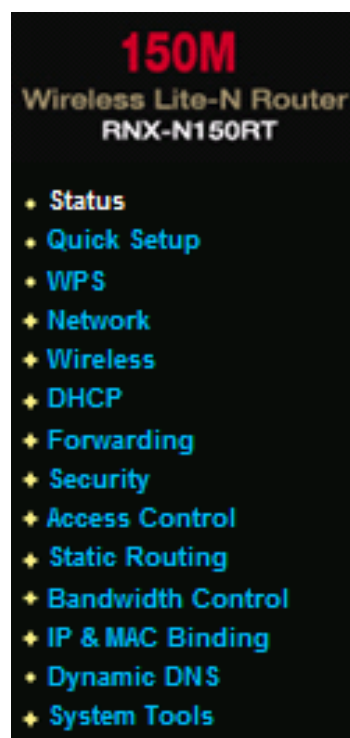 150M
Wireless Lite-N Router
RNX-N150RT
Status
Quick Setup
WPS
Network
Wireless
DHCP
Forwarding
Security
Access Control
Static Routing
Bandwidth Control
IP & MAC Binding
Dynamic DNS
System Tools